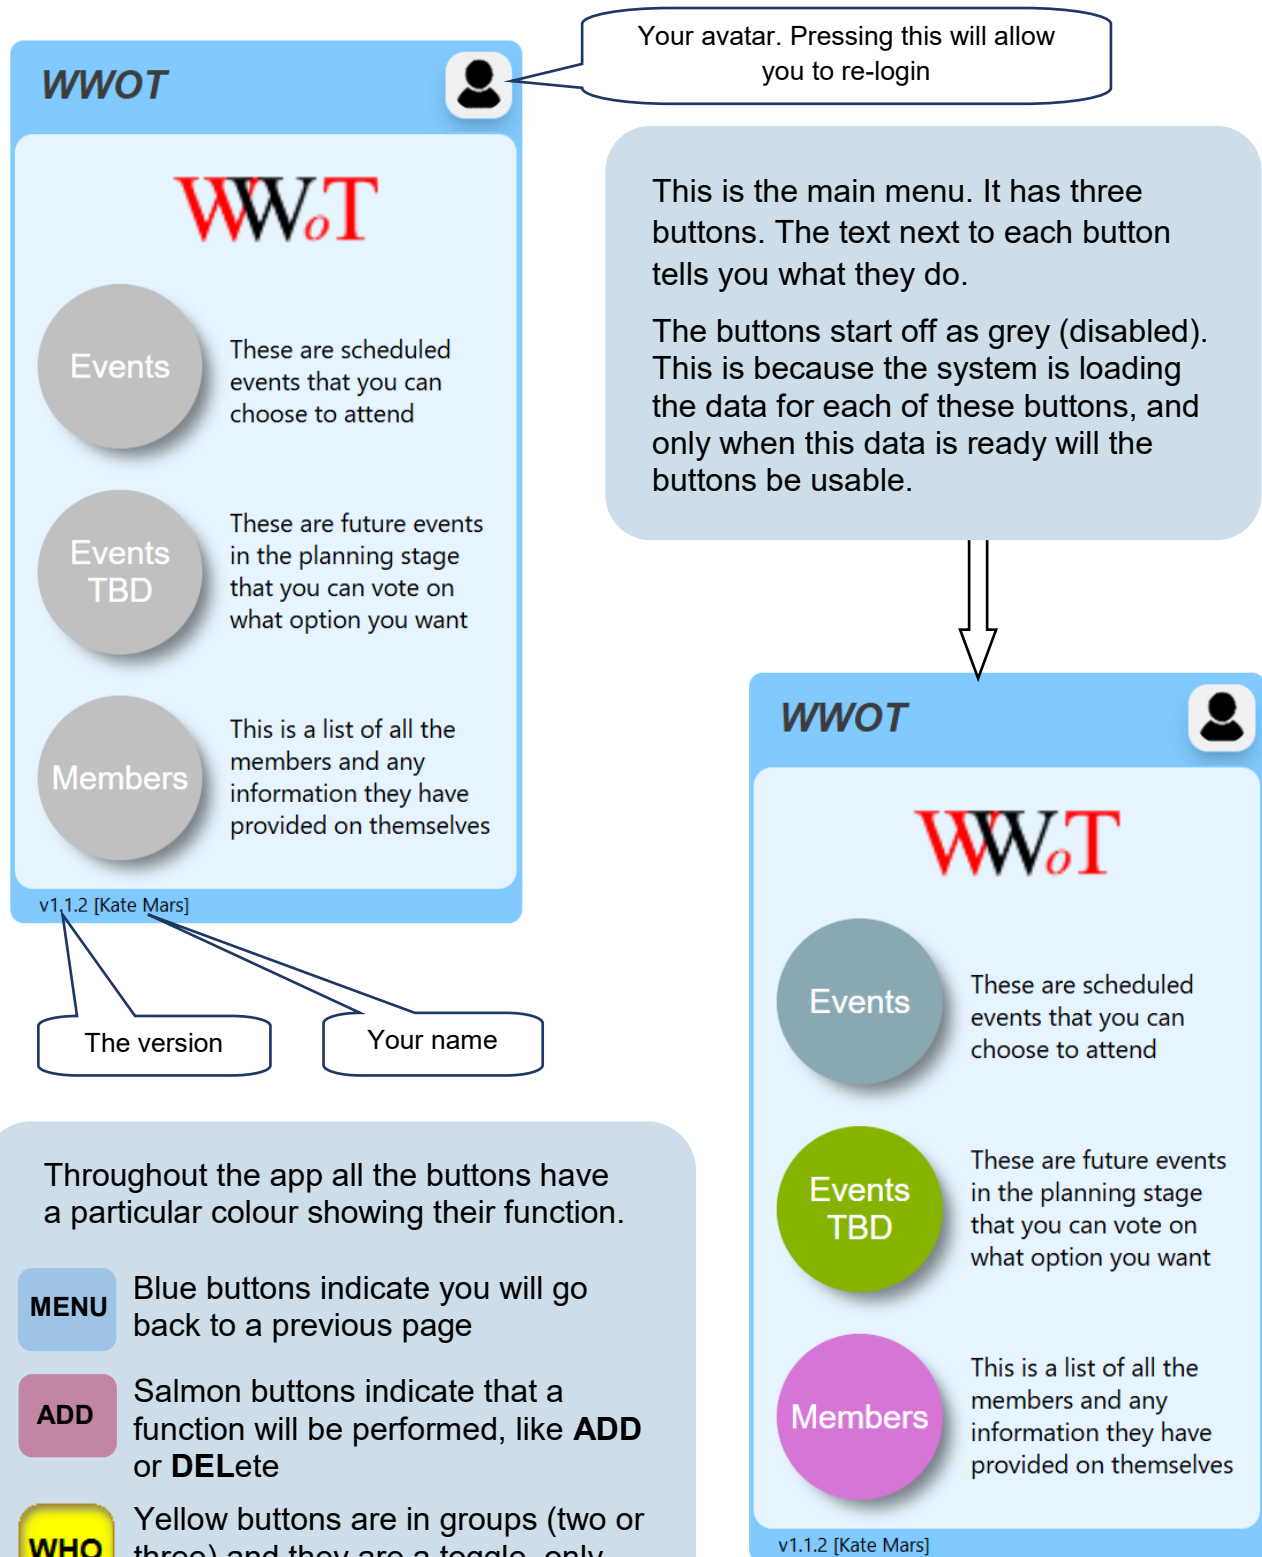 Your avatar. Pressing this will allow
you to re-login
WWOT
WWoT
Events
These are scheduled
events that you can
choose to attend
Events
TBD
These are future events
in the planning stage
that you can vote on
what option you want
Members
This is a list of all the
members and any
information they have
provided on themselves
v1.1.2 [Kate Mars]
The version
Your name
This is the main menu. It has three
buttons. The text next to each button
tells you what they do.
The buttons start off as grey (disabled).
This is because the system is loading
the data for each of these buttons, and
only when this data is ready will the
buttons be usable.
WWOT
WWoT
Events
These are scheduled
events that you can
choose to attend
Events
TBD
These are future events
in the planning stage
that you can vote on
what option you want
Members
This is a list of all the
members and any
information they have
provided on themselves
v1.1.2 [Kate Mars]
Throughout the app all the buttons have
a particular colour showing their function.
MENU
Blue buttons indicate you will go
back to a previous page
ADD
Salmon buttons indicate that a
function will be performed, like ADD
or DELete
WHO
Yellow buttons are in groups (two or
three) and they are a toggle, only